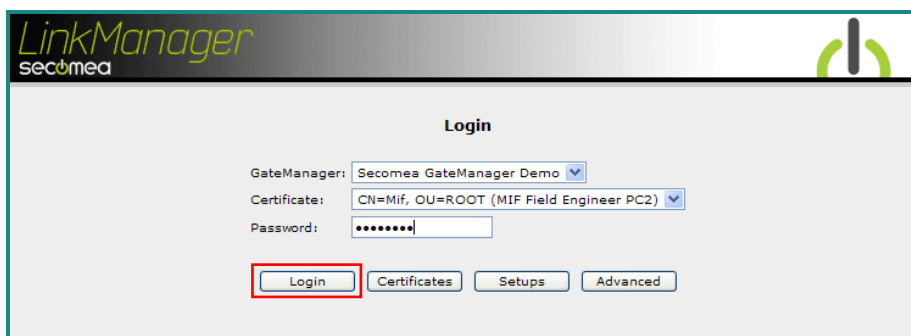 LinkManager
secomea
Login
GateManager: Secomea GateManager Demo
Certificate: CN=Mif, OU=ROOT (MIF Field Engineer PC2)
Password: ••••••••
Login Certificates Setups Advanced